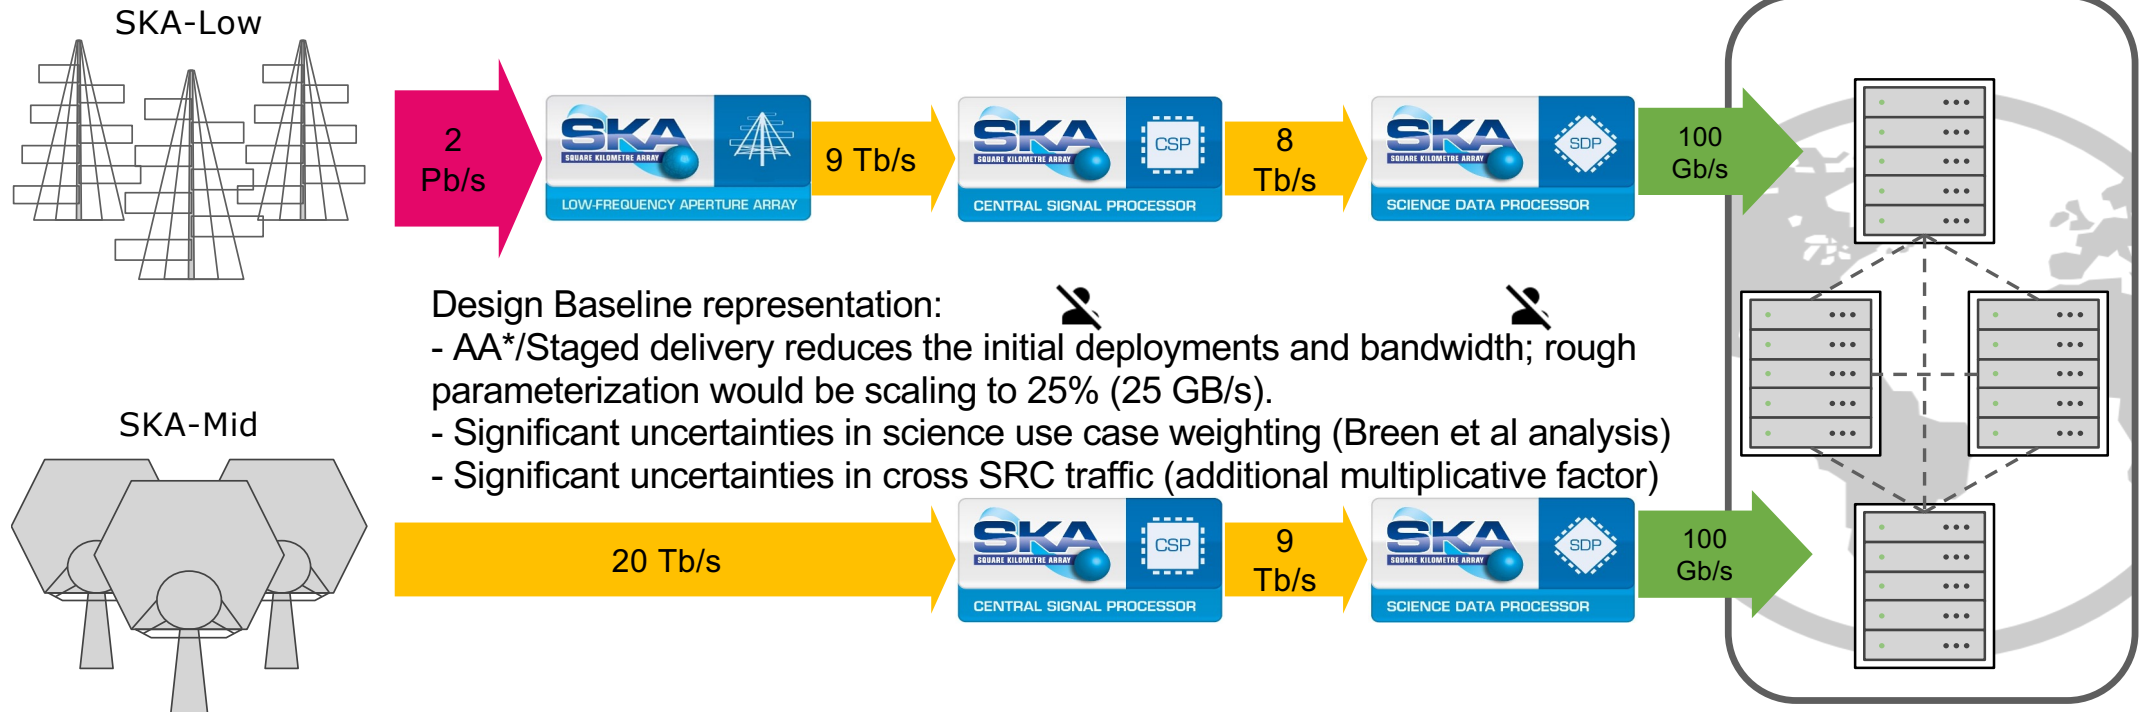 SKA-Low
2
Pb/s
SKA
SQUARE KILOMETRE ARRAY
LOW-FREQUENCY APERTURE ARRAY
9 Tb/s
SKA
SQUARE KILOMETRE ARRAY
CSP
CENTRAL SIGNAL PROCESSOR
8
Tb/s
SKA
SQUARE KILOMETRE ARRAY
SDP
SCIENCE DATA PROCESSOR
100
Gb/s
Design Baseline representation:
- AA*/Staged delivery reduces the initial deployments and bandwidth; rough
parameterization would be scaling to 25% (25 GB/s).
- Significant uncertainties in science use case weighting (Breen et al analysis)
- Significant uncertainties in cross SRC traffic (additional multiplicative factor)
SKA-Mid
20 Tb/s
SKA
SQUARE KILOMETRE ARRAY
CSP
CENTRAL SIGNAL PROCESSOR
9
Tb/s
SKA
SQUARE KILOMETRE ARRAY
SDP
SCIENCE DATA PROCESSOR
100
Gb/s